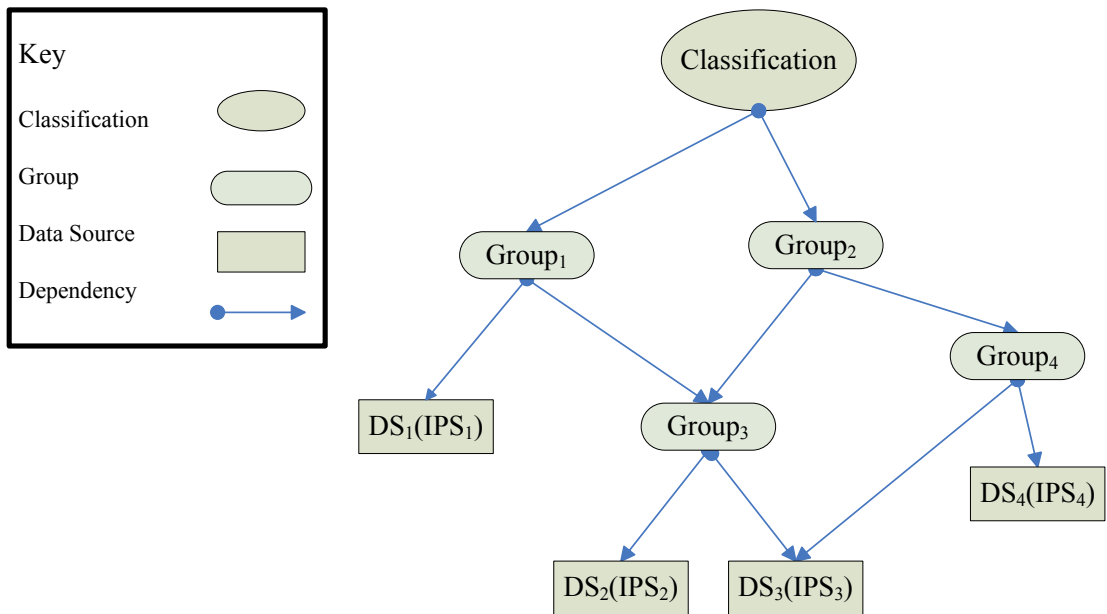 Key
Classification
Group
Data Source
Dependency
Classification
Group₁
Group₂
Group₄
DS₁(IPS₁)
Group₃
DS₄(IPS₄)
DS₂(IPS₂)
DS₃(IPS₃)